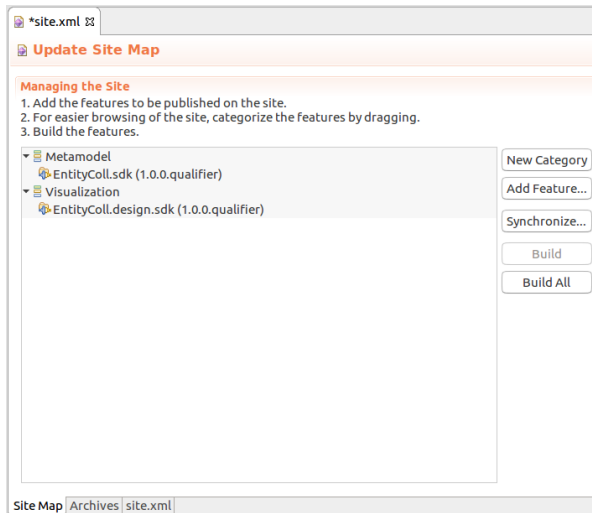 *site.xml
Update Site Map
Managing the Site
1. Add the features to be published on the site.
2. For easier browsing of the site, categorize the features by dragging.
3. Build the features.
Metamodel
EntityColl.sdk (1.0.0.qualifier)
Visualization
EntityColl.design.sdk (1.0.0.qualifier)
New Category
Add Feature...
Synchronize...
Build
Build All
Site Map Archives site.xml